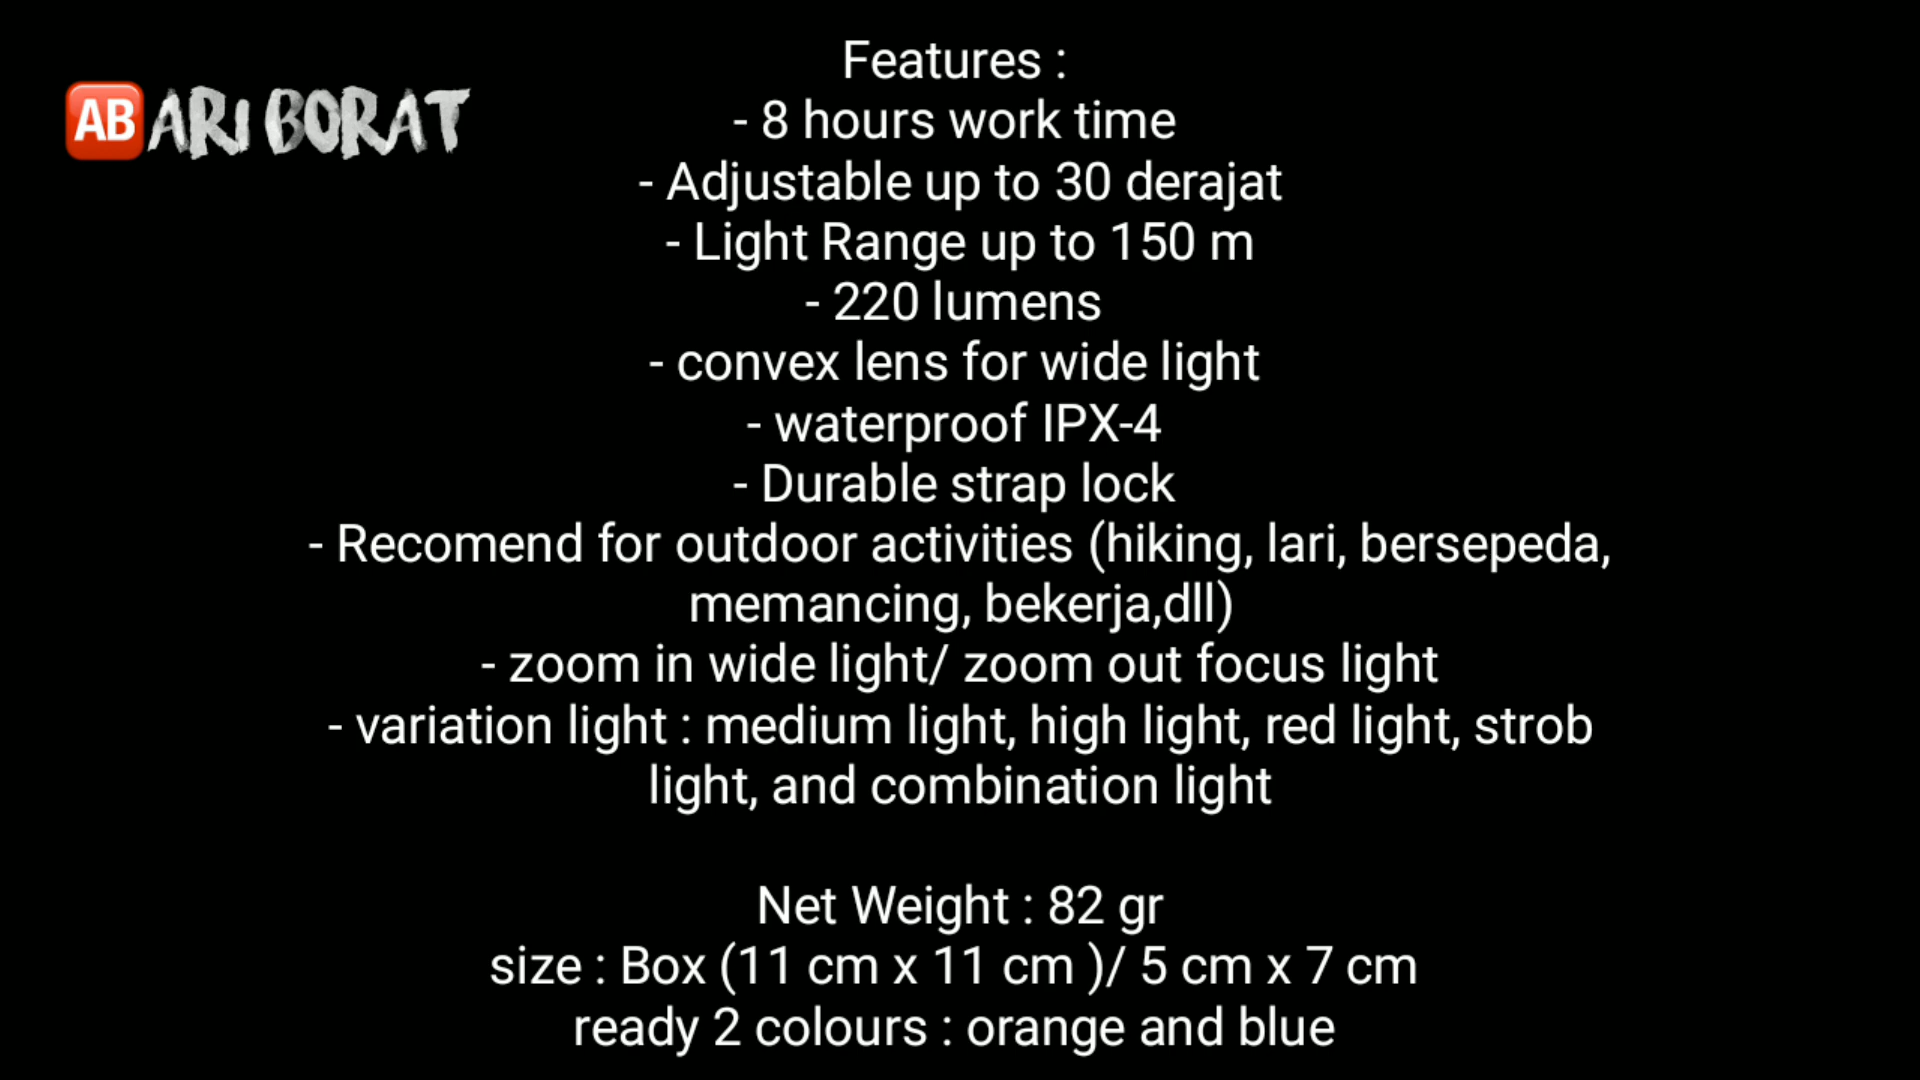 AB ARI BORAT
Features :
- 8 hours work time
- Adjustable up to 30 derajat
- Light Range up to 150 m
- 220 lumens
- convex lens for wide light
- waterproof IPX-4
- Durable strap lock
- Recomend for outdoor activities (hiking, lari, bersepeda,
memancing, bekerja,dll)
- zoom in wide light/ zoom out focus light
- variation light : medium light, high light, red light, strob
light, and combination light
Net Weight : 82 gr
size : Box (11 cm x 11 cm )/ 5 cm x 7 cm
ready 2 colours : orange and blue